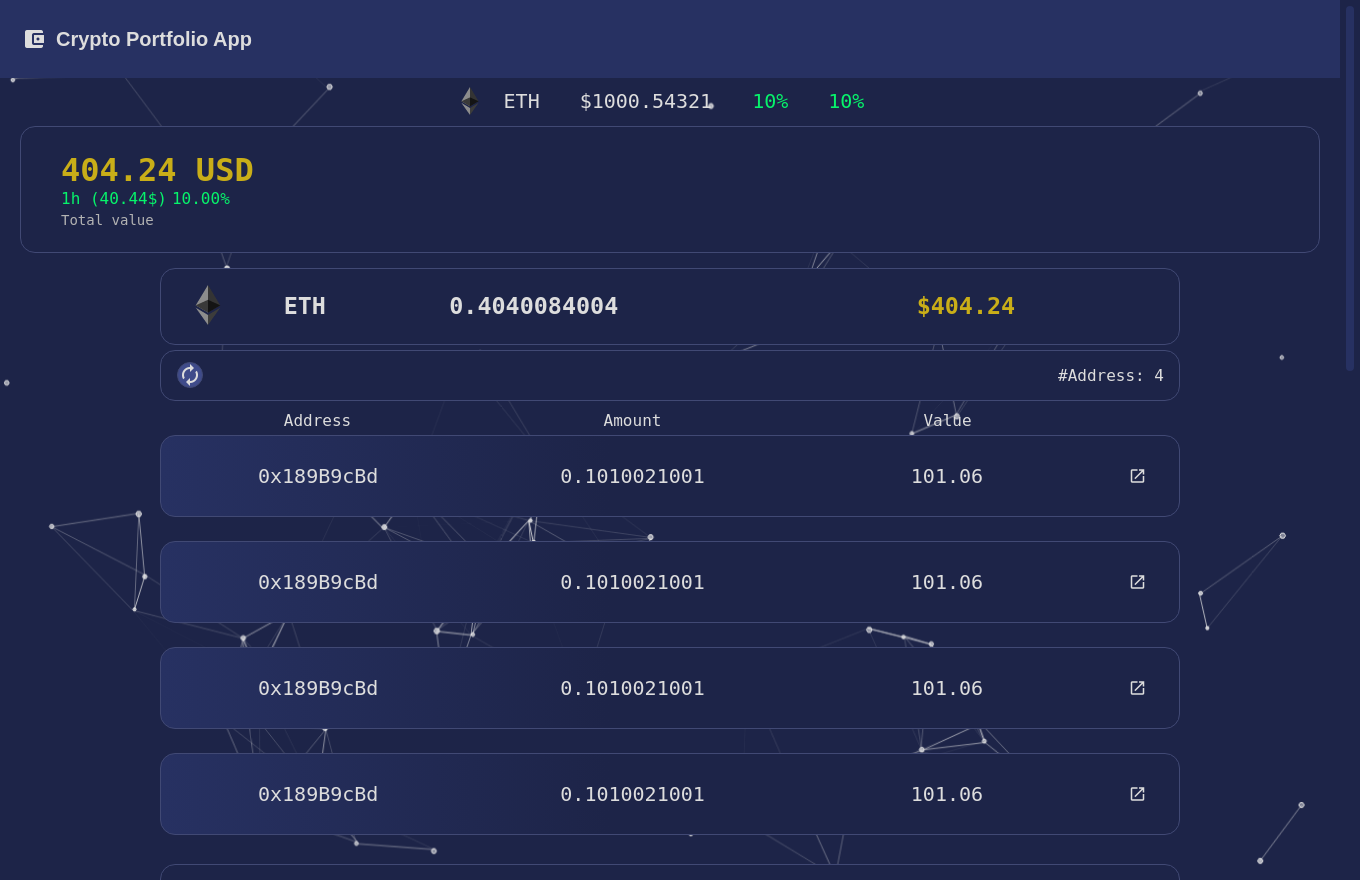 Crypto Portfolio App
ETH $1000.54321 10% 10%
404.24 USD
1h (40.44$) 10.00%
Total value
ETH 0.4040084004 $404.24
#Address: 4
Address Amount Value
0x189B9cBd 0.1010021001 101.06
0x189B9cBd 0.1010021001 101.06
0x189B9cBd 0.1010021001 101.06
0x189B9cBd 0.1010021001 101.06